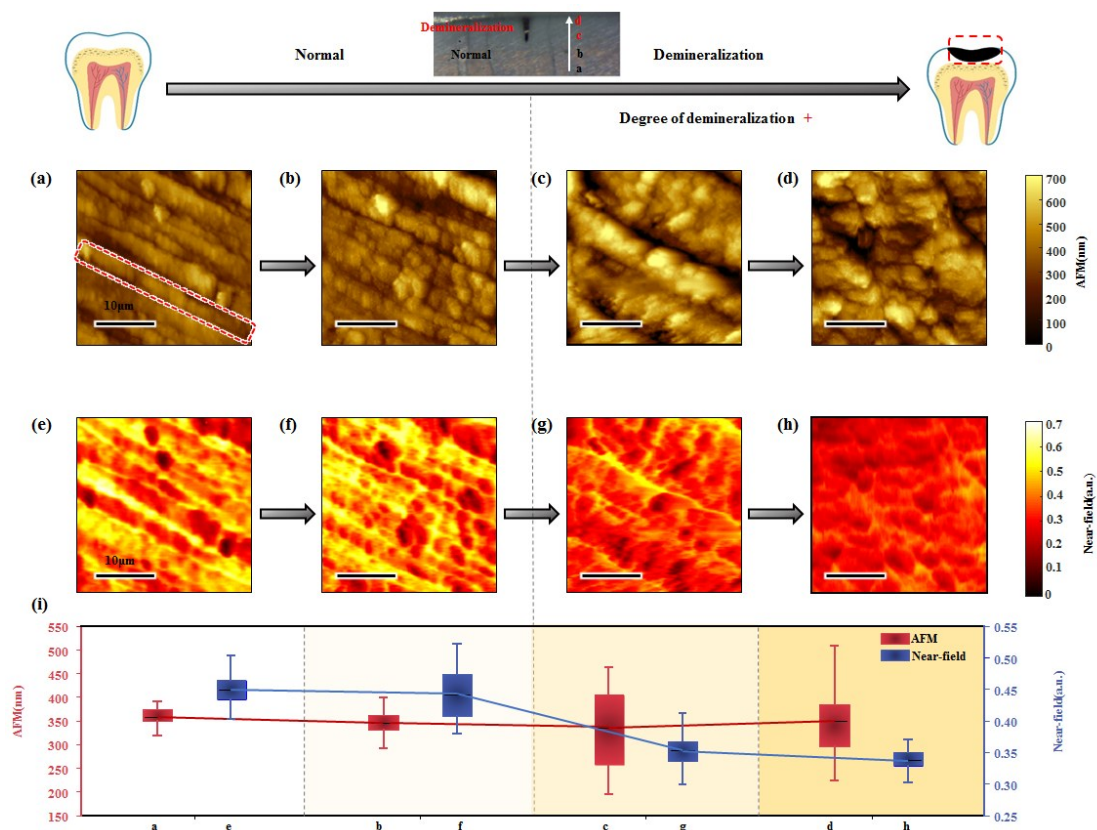 Demineralization
d
c
Normal
b
a
Normal
Demineralization
Degree of demineralization +
(a)
(b)
(c)
(d)
10μm
700
600
500
400
300
200
100
0
AFM(nm)
(e)
(f)
(g)
(h)
10μm
0.7
0.6
0.5
0.4
0.3
0.2
0.1
0
Near-field(a.u.)
(i)
550
500
450
400
350
300
250
200
150
AFM(nm)
AFM
Near-field
0.55
0.50
0.45
0.40
0.35
0.30
0.25
Near-field(a.u.)
a e b f c g d h